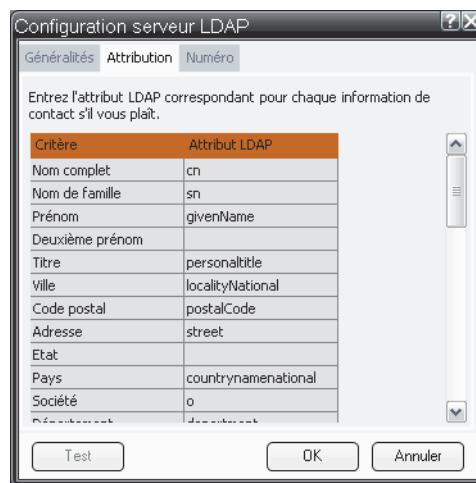 Configuration serveur LDAP
Généralités Attribution Numéro
Entrez l'attribut LDAP correspondant pour chaque information de
contact s'il vous plaît.
Critère Attribut LDAP
Nom complet cn
Nom de famille sn
Prénom givenName
Deuxième prénom
Titre personaltitle
Ville localityNational
Code postal postalCode
Adresse street
Etat
Pays countrynamenational
Société o
Département department
Test OK Annuler